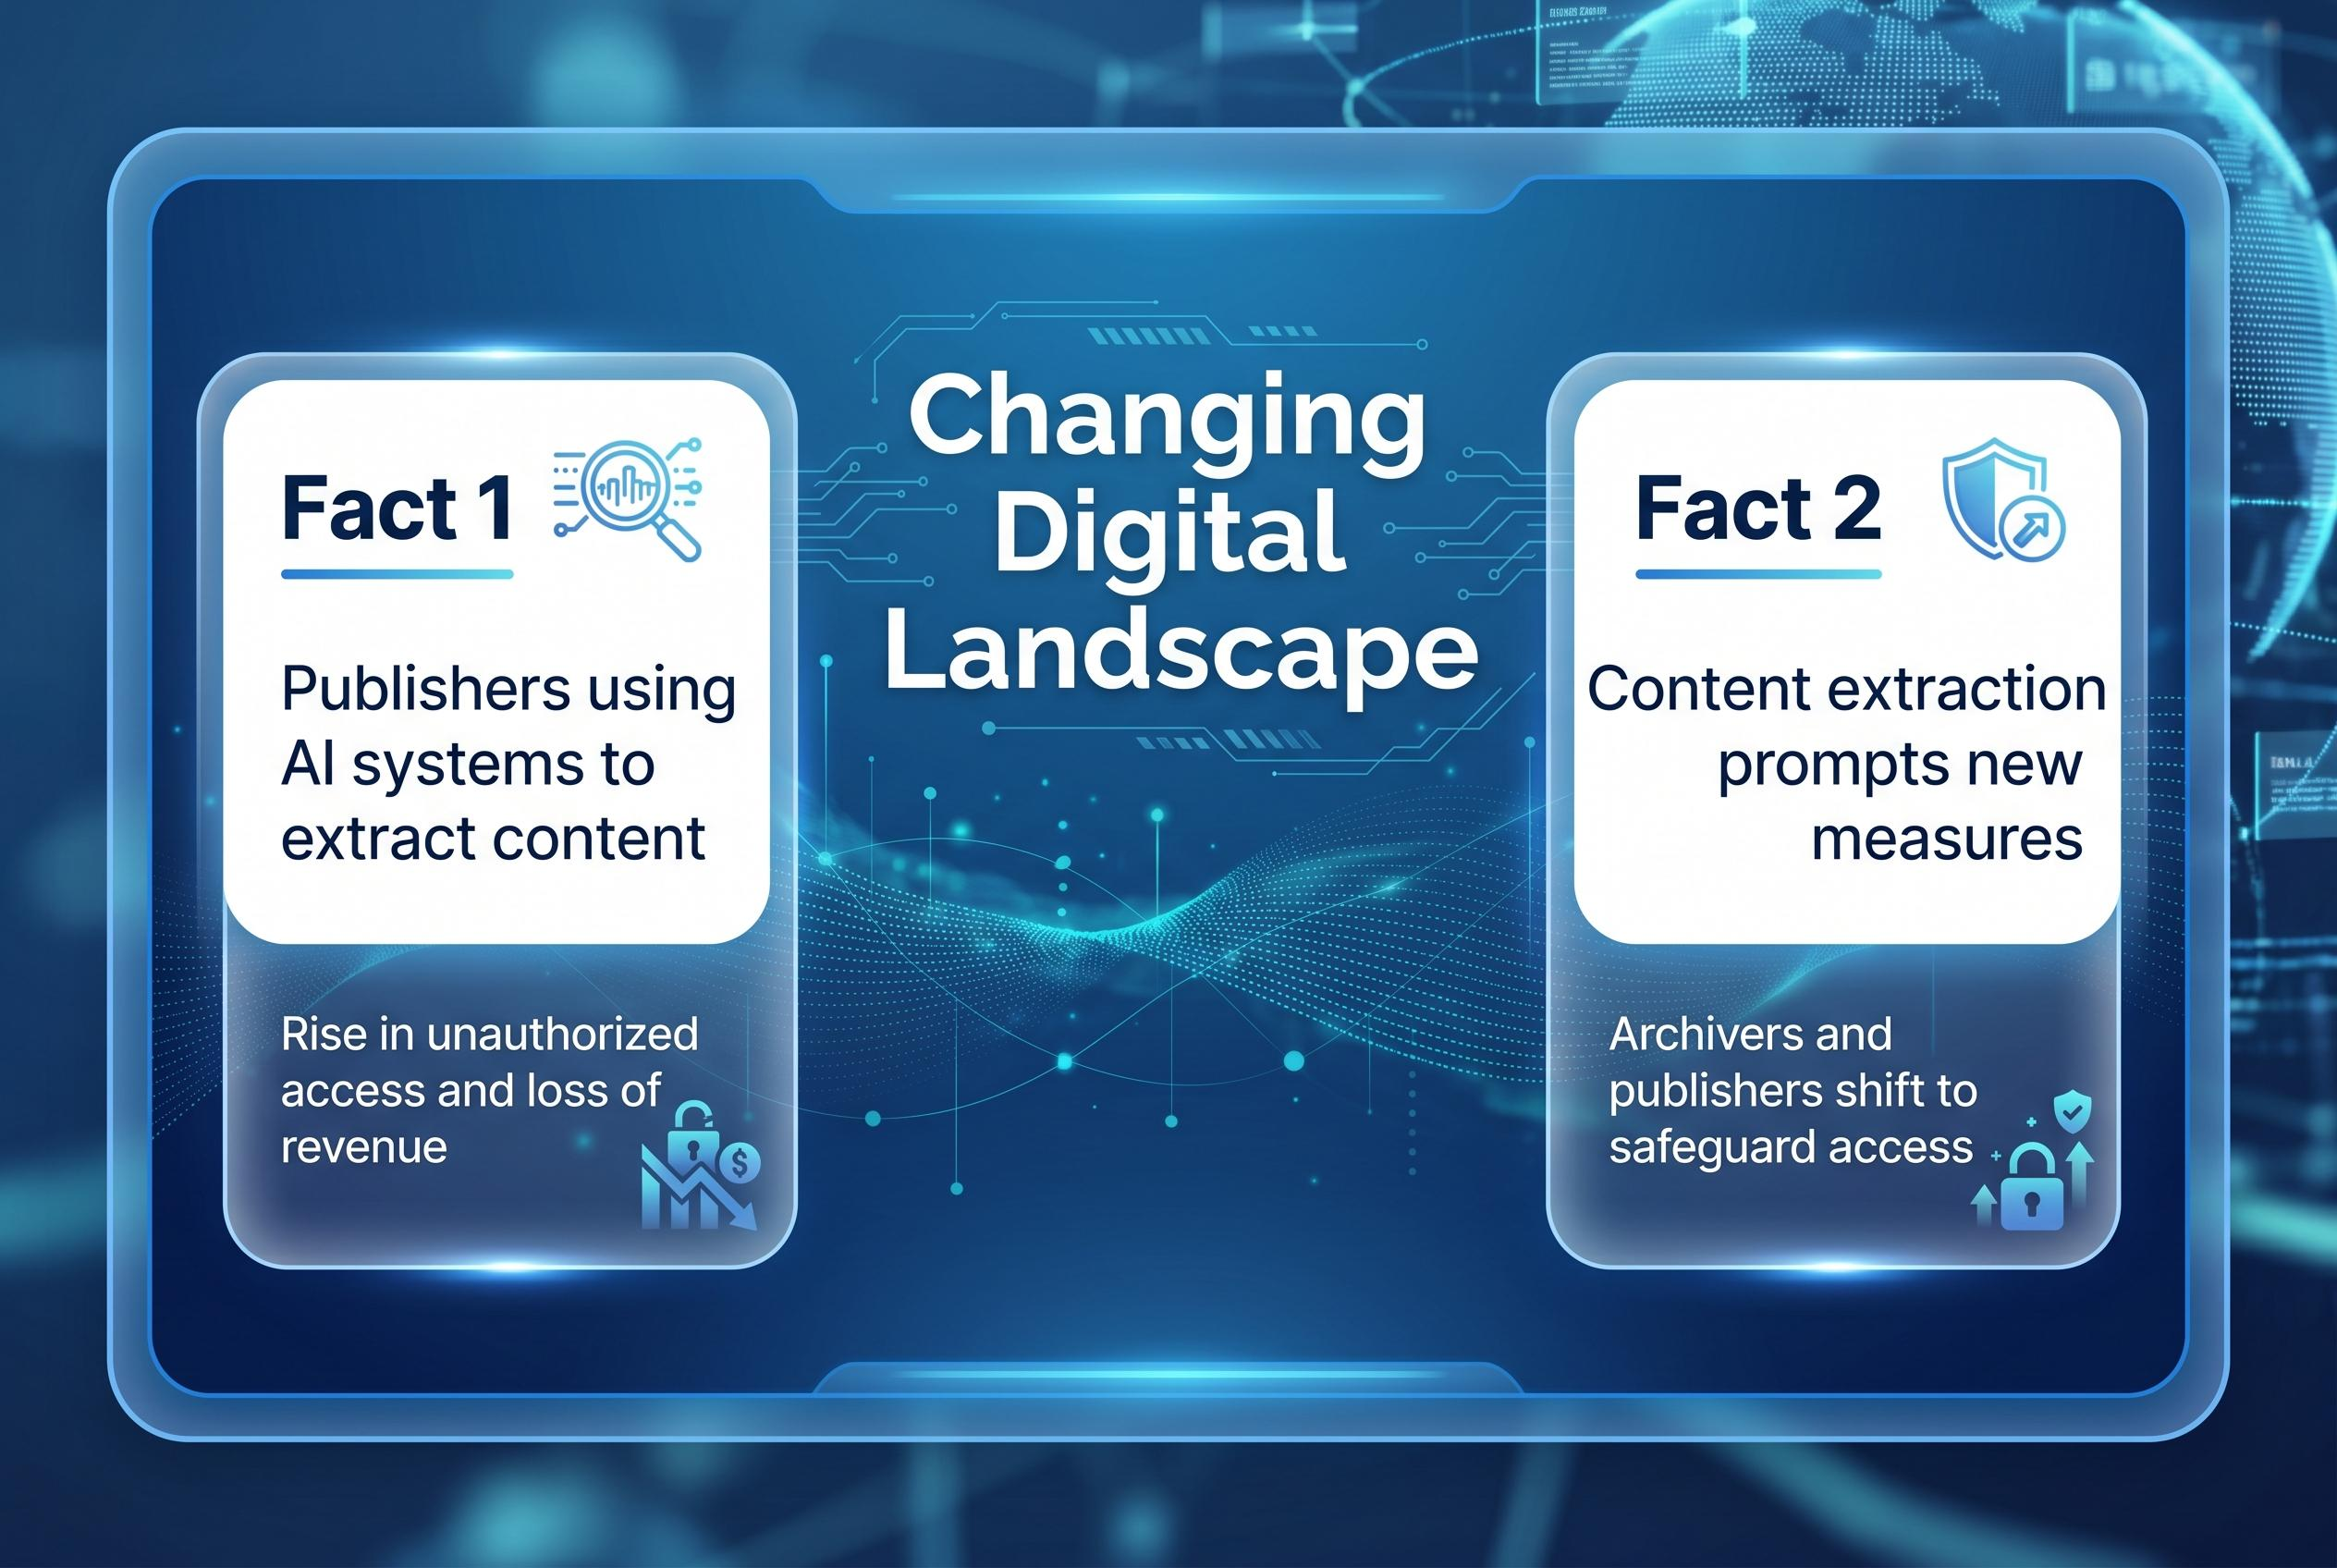 Changing
Digital
Landscape
Fact 1
Publishers using
AI systems to
extract content
Rise in unauthorized
access and loss of
revenue
$
Fact 2
Content extraction
prompts new
measures
Archivers and
publishers shift to
safeguard access